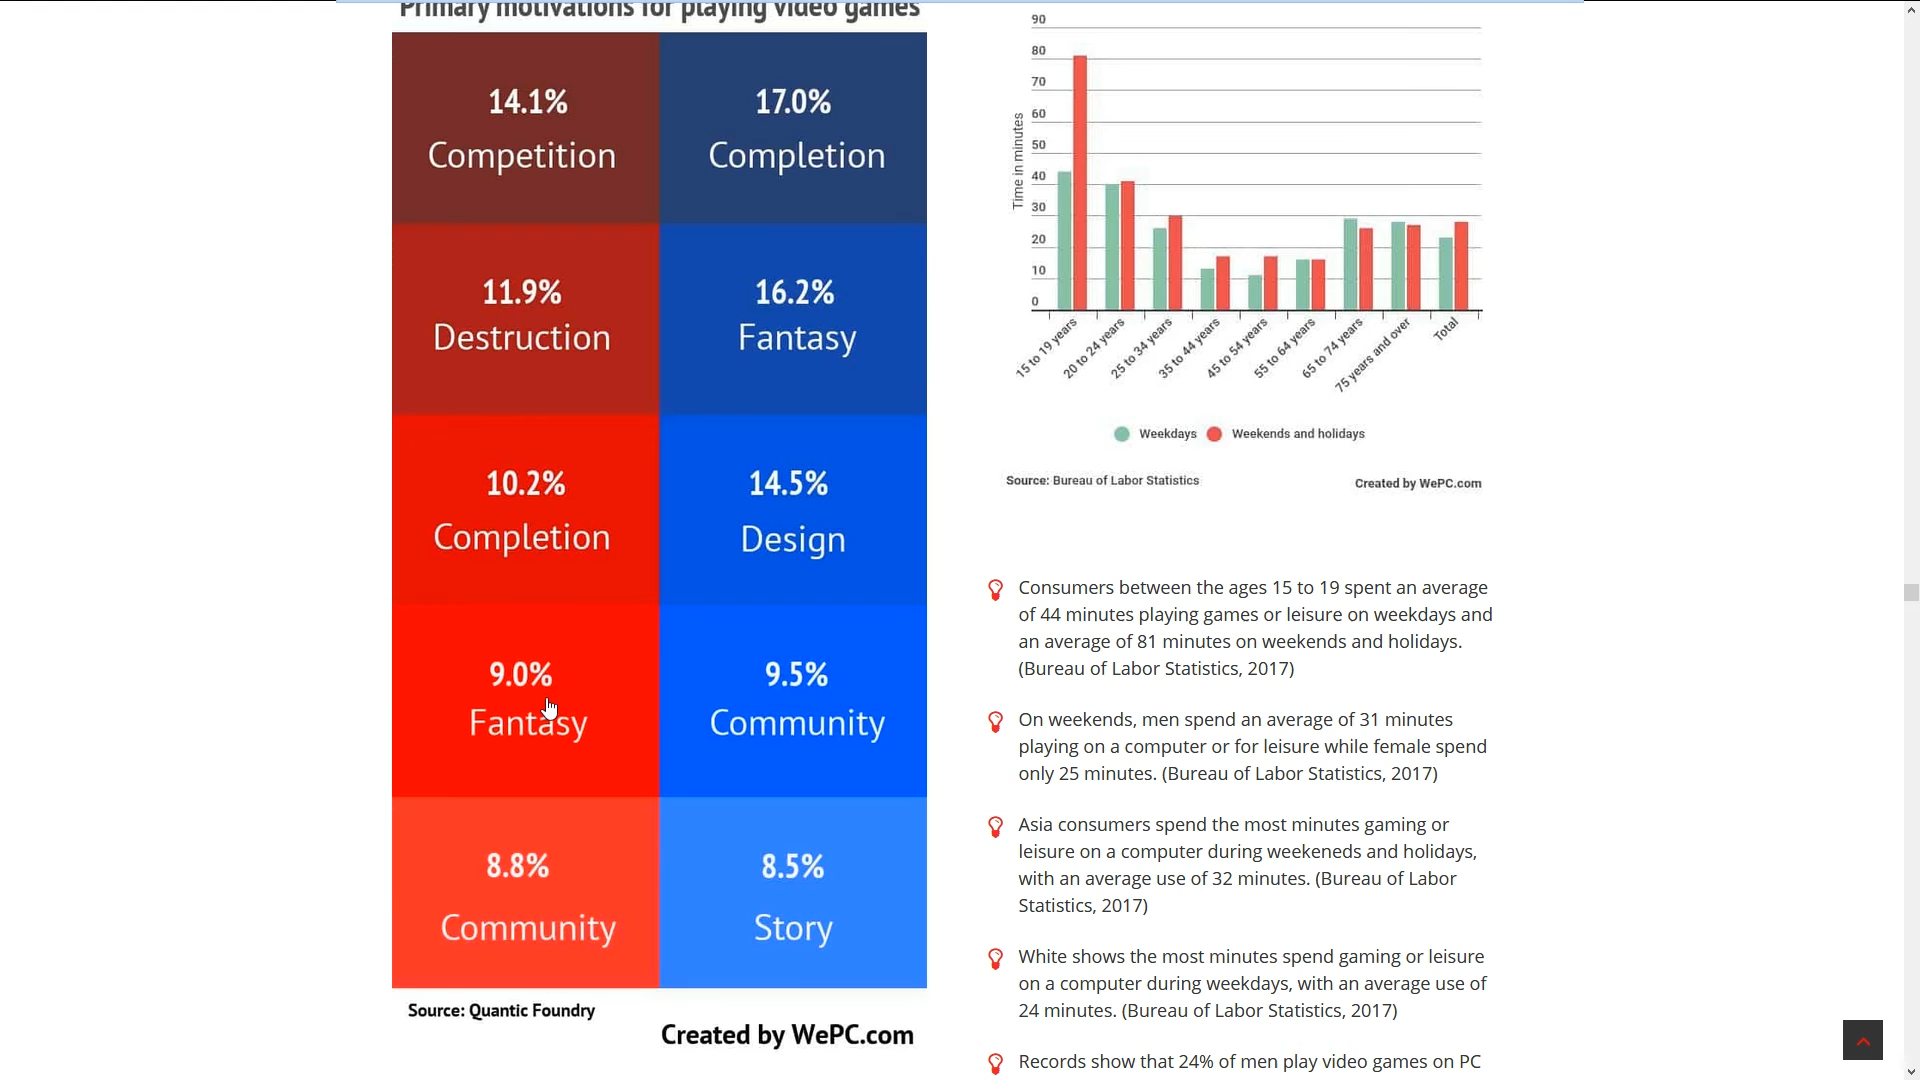 Primary motivations for playing video games
14.1%
Competition
17.0%
Completion
11.9%
Destruction
16.2%
Fantasy
10.2%
Completion
14.5%
Design
9.0%
Fantasy
9.5%
Community
8.8%
Community
8.5%
Story
Source: Quantic Foundry
Created by WePC.com
Time in minutes
90
80
70
60
50
40
30
20
10
0
15 to 19 years
20 to 24 years
25 to 34 years
35 to 44 years
45 to 54 years
55 to 64 years
65 to 74 years
75 years and over
Total
Weekdays
Weekends and holidays
Source: Bureau of Labor Statistics
Created by WePC.com
Consumers between the ages 15 to 19 spent an average
of 44 minutes playing games or leisure on weekdays and
an average of 81 minutes on weekends and holidays.
(Bureau of Labor Statistics, 2017)
On weekends, men spend an average of 31 minutes
playing on a computer or for leisure while female spend
only 25 minutes. (Bureau of Labor Statistics, 2017)
Asia consumers spend the most minutes gaming or
leisure on a computer during weekeneds and holidays,
with an average use of 32 minutes. (Bureau of Labor
Statistics, 2017)
White shows the most minutes spend gaming or leisure
on a computer during weekdays, with an average use of
24 minutes. (Bureau of Labor Statistics, 2017)
Records show that 24% of men play video games on PC